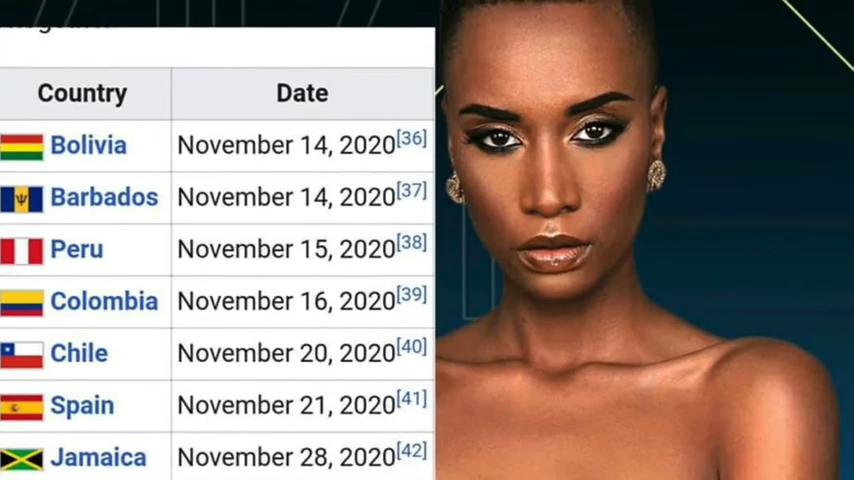 Country Date
Bolivia November 14, 2020[36]
Barbados November 14, 2020[37]
Peru November 15, 2020[38]
Colombia November 16, 2020[39]
Chile November 20, 2020[40]
Spain November 21, 2020[41]
Jamaica November 28, 2020[42]